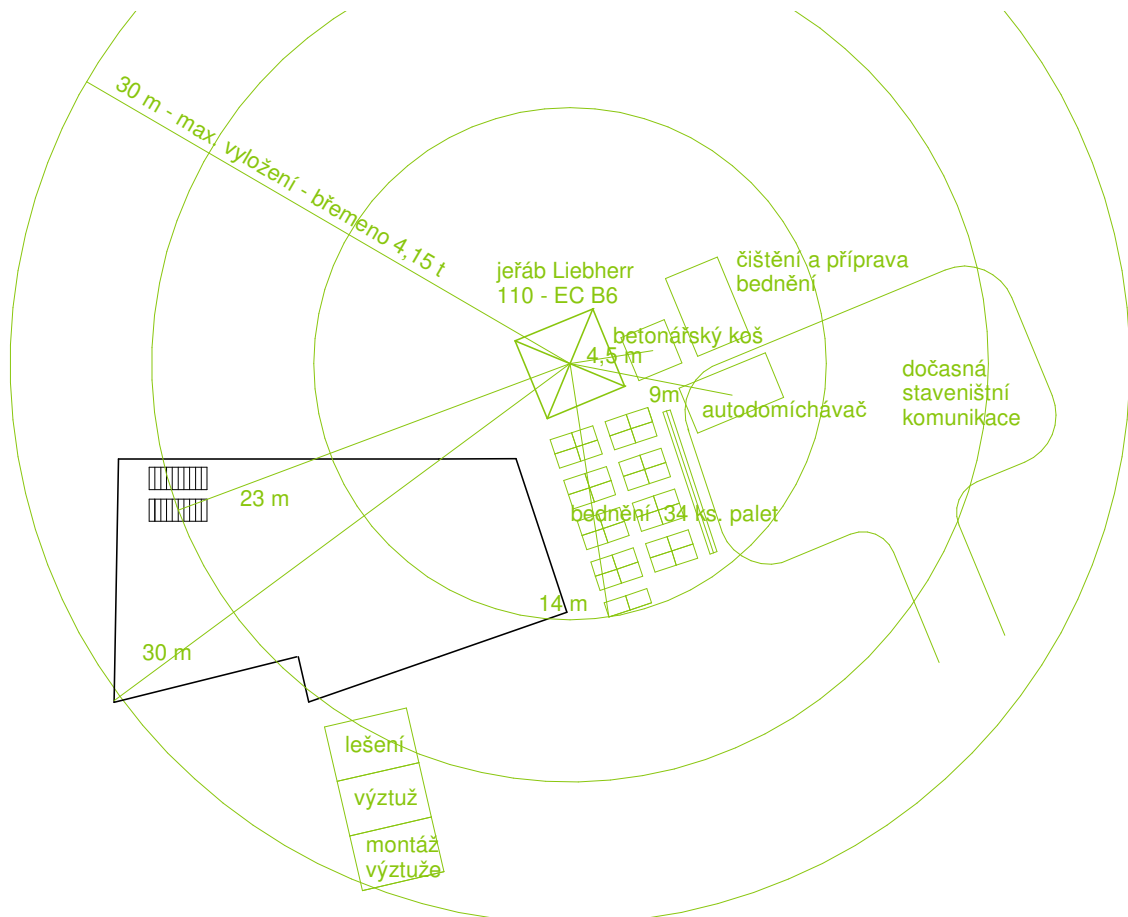 30 m - max. vyložení - břemeno 4,15 t
jeřáb Liebherr
110 - EC B6
čištění a příprava
bednění
betonářský koš
4,5 m
9m
autodomíchávač
dočasná
staveništní
komunikace
23 m
bednění 34 ks. palet
14 m
30 m
lešení
výztuž
montáž
výztuže